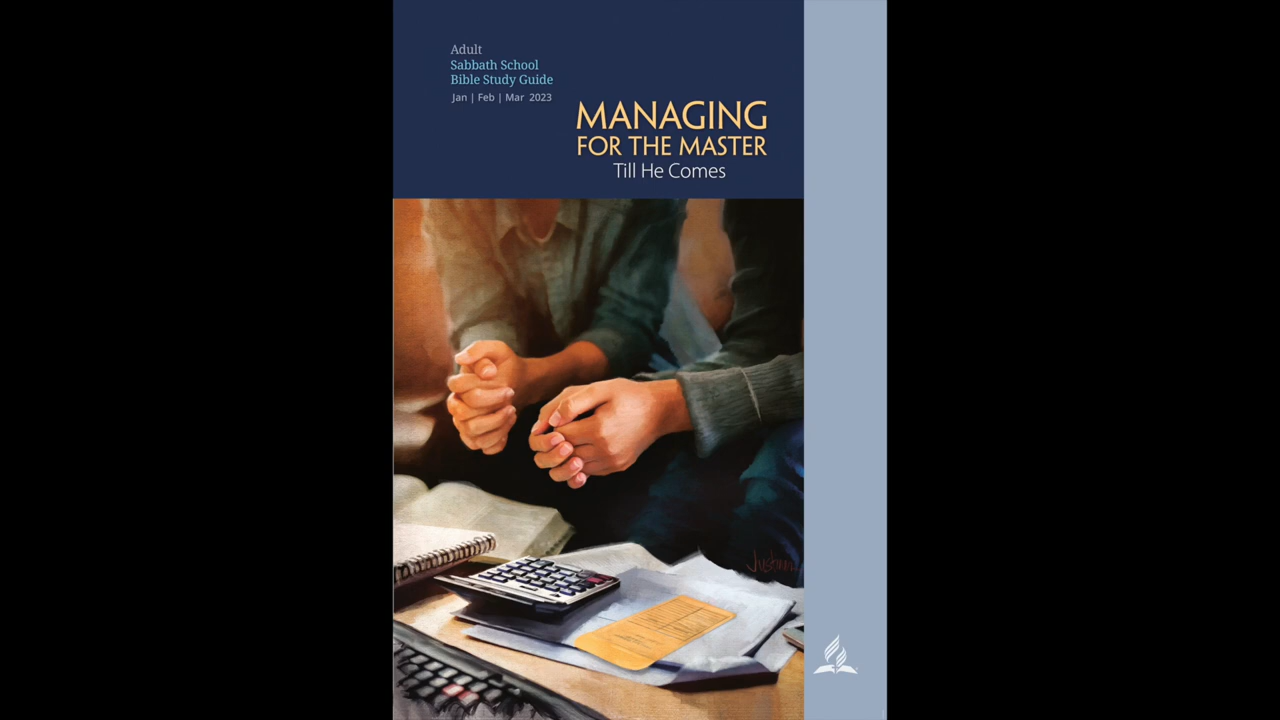 Adult
Sabbath School
Bible Study Guide
Jan | Feb | Mar 2023
MANAGING
FOR THE MASTER
Till He Comes